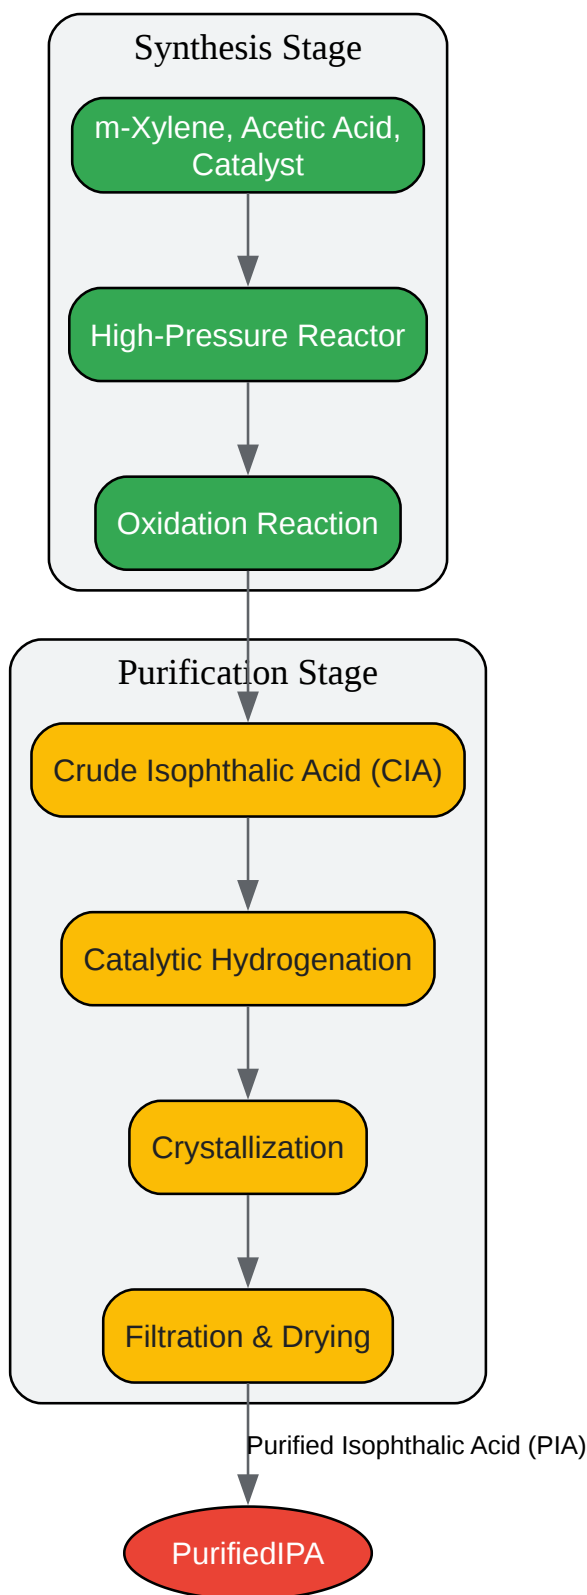 Synthesis Stage
m-Xylene, Acetic Acid,
Catalyst
High-Pressure Reactor
Oxidation Reaction
Purification Stage
Crude Isophthalic Acid (CIA)
Catalytic Hydrogenation
Crystallization
Filtration & Drying
Purified Isophthalic Acid (PIA)
PurifiedIPA